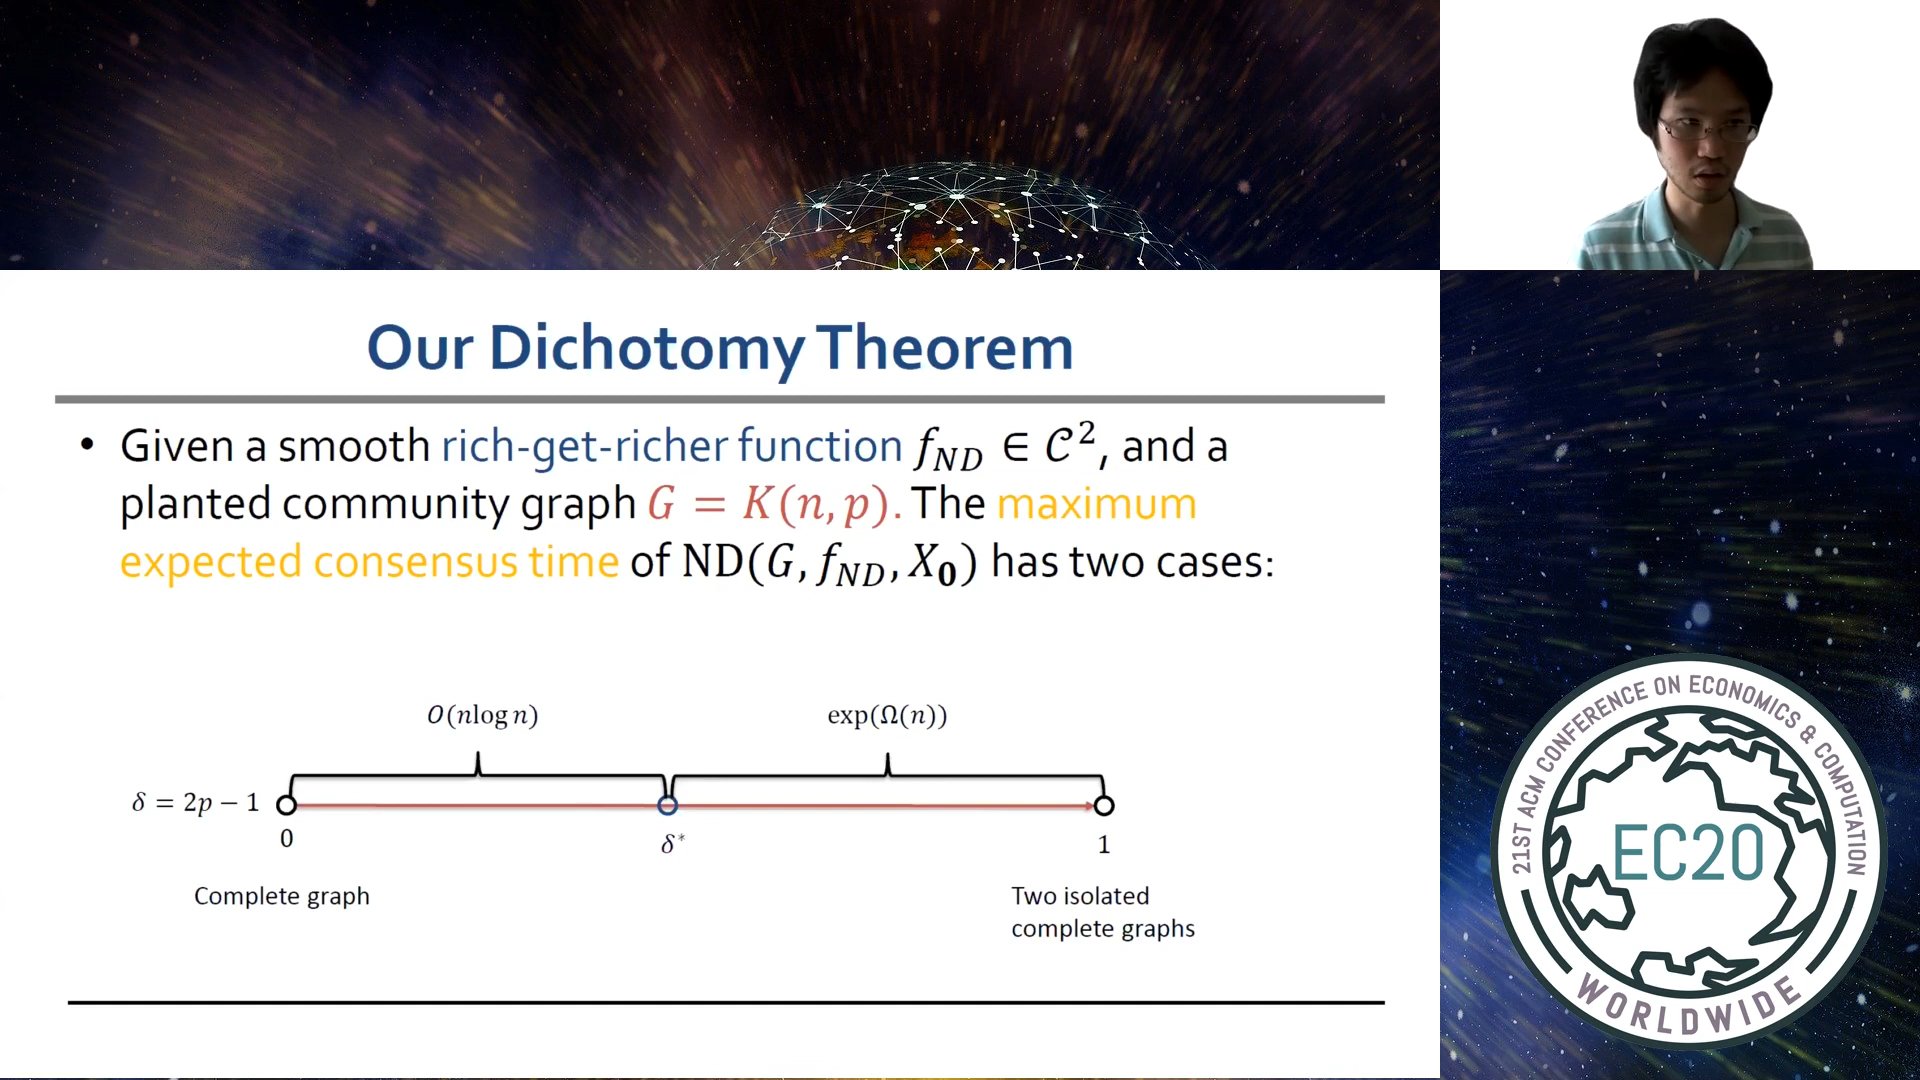 Our Dichotomy Theorem
• Given a smooth rich-get-richer function f_ND ∈ 𝒞², and a
planted community graph G = K(n, p). The maximum
expected consensus time of ND(G, f_ND, X₀) has two cases:
O(nlog n)
exp(Ω(n))
δ = 2p − 1
0
δ*
1
Complete graph
Two isolated
complete graphs
21ST ACM CONFERENCE ON ECONOMICS & COMPUTATION
EC20
WORLDWIDE